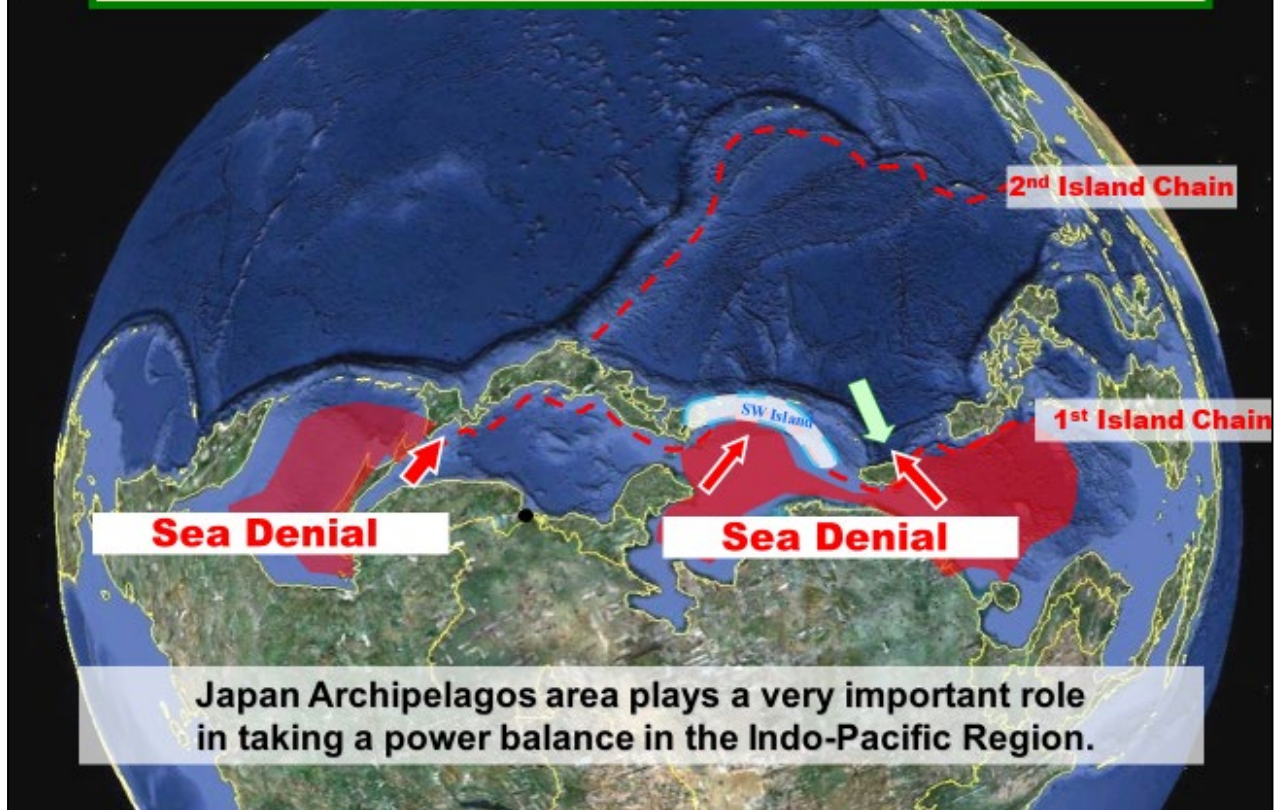 2nd Island Chain
SW Island
1st Island Chain
Sea Denial
Sea Denial
Japan Archipelagos area plays a very important role
in taking a power balance in the Indo-Pacific Region.